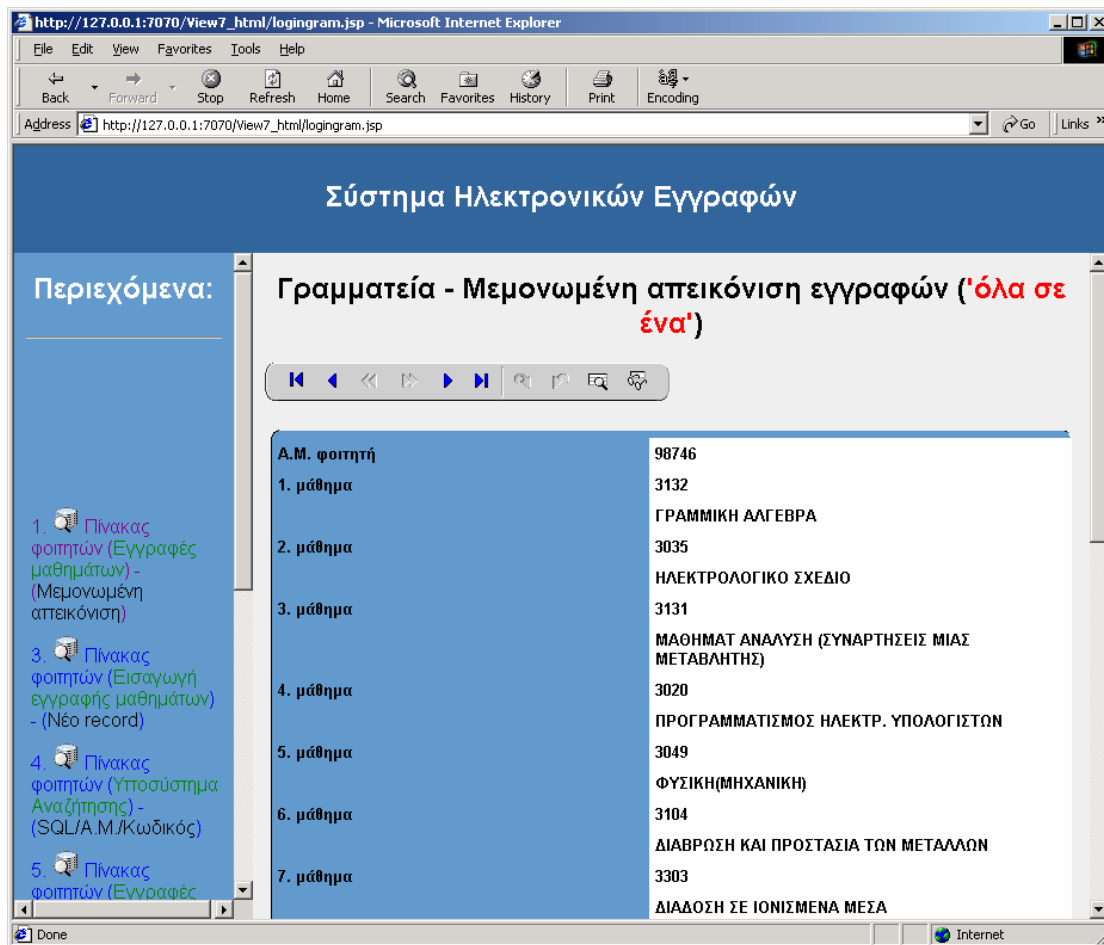 http://127.0.0.1:7070/View7_html/logingram.jsp - Microsoft Internet Explorer
File Edit View Favorites Tools Help
Back Forward Stop Refresh Home Search Favorites History Print Encoding
Address http://127.0.0.1:7070/View7_html/logingram.jsp Go Links »
Σύστημα Ηλεκτρονικών Εγγραφών
Περιεχόμενα:
1. Πίνακας
φοιτητών (Εγγραφές
μαθημάτων) -
(Μεμονωμένη
απεικόνιση)
3. Πίνακας
φοιτητών (Εισαγωγή
εγγραφής μαθημάτων)
- (Νέο record)
4. Πίνακας
φοιτητών (Υποσύστημα
Αναζήτησης) -
(SQL/Α.Μ./Κωδικός)
5. Πίνακας
φοιτητών (Εγγραφές
Γραμματεία - Μεμονωμένη απεικόνιση εγγραφών ('όλα σε
ένα')
Α.Μ. φοιτητή 98746
1. μάθημα 3132
ΓΡΑΜΜΙΚΗ ΑΛΓΕΒΡΑ
2. μάθημα 3035
ΗΛΕΚΤΡΟΛΟΓΙΚΟ ΣΧΕΔΙΟ
3. μάθημα 3131
ΜΑΘΗΜΑΤ ΑΝΑΛΥΣΗ (ΣΥΝΑΡΤΗΣΕΙΣ ΜΙΑΣ
ΜΕΤΑΒΛΗΤΗΣ)
4. μάθημα 3020
ΠΡΟΓΡΑΜΜΑΤΙΣΜΟΣ ΗΛΕΚΤΡ. ΥΠΟΛΟΓΙΣΤΩΝ
5. μάθημα 3049
ΦΥΣΙΚΗ(ΜΗΧΑΝΙΚΗ)
6. μάθημα 3104
ΔΙΑΒΡΩΣΗ ΚΑΙ ΠΡΟΣΤΑΣΙΑ ΤΩΝ ΜΕΤΑΛΛΩΝ
7. μάθημα 3303
ΔΙΑΔΟΣΗ ΣΕ ΙΟΝΙΣΜΕΝΑ ΜΕΣΑ
Done Internet